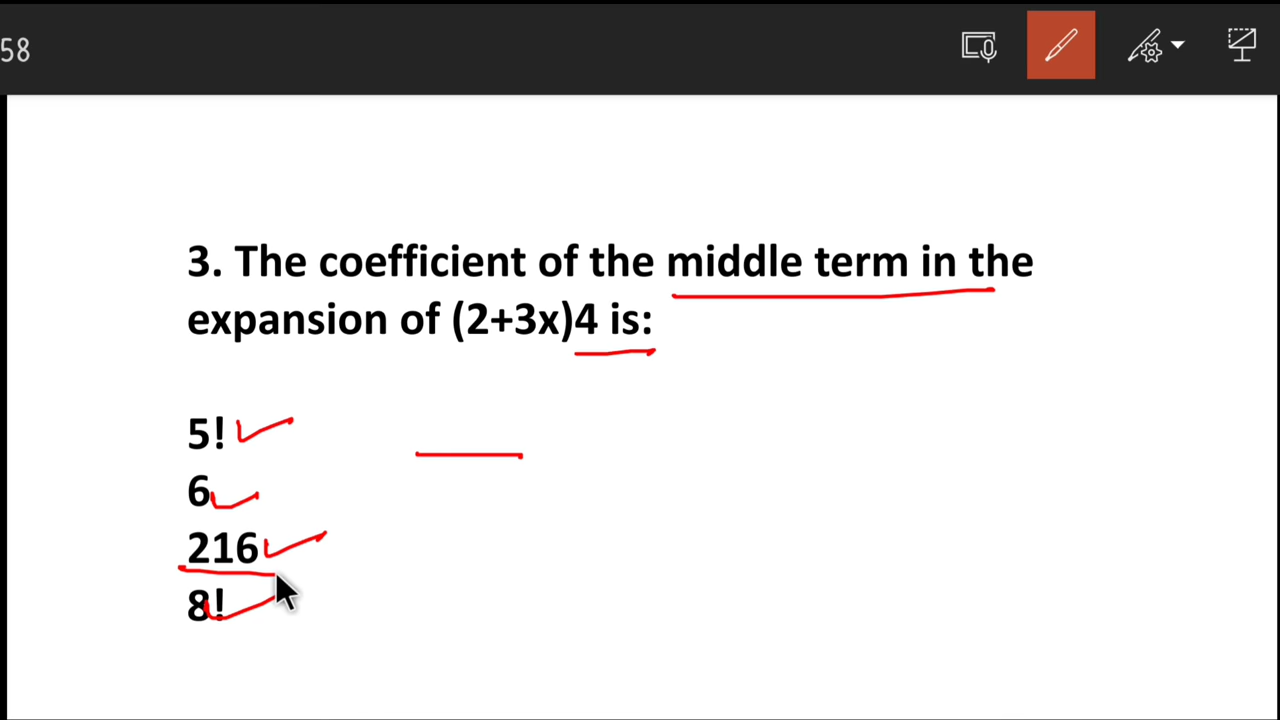 58
3. The coefficient of the middle term in the
expansion of (2+3x)4 is:
5!
6
216
8!